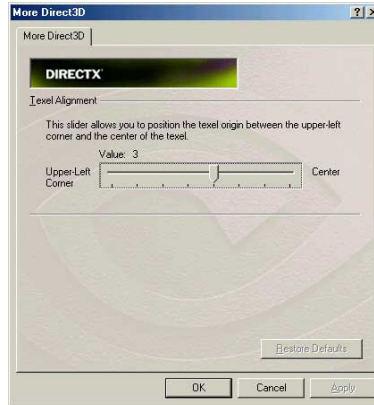 More Direct3D
More Direct3D
DIRECTX
Texel Alignment
This slider allows you to position the texel origin between the upper-left
corner and the center of the texel.
Value: 3
Upper-Left
Corner
Center
Restore Defaults
OK Cancel Apply